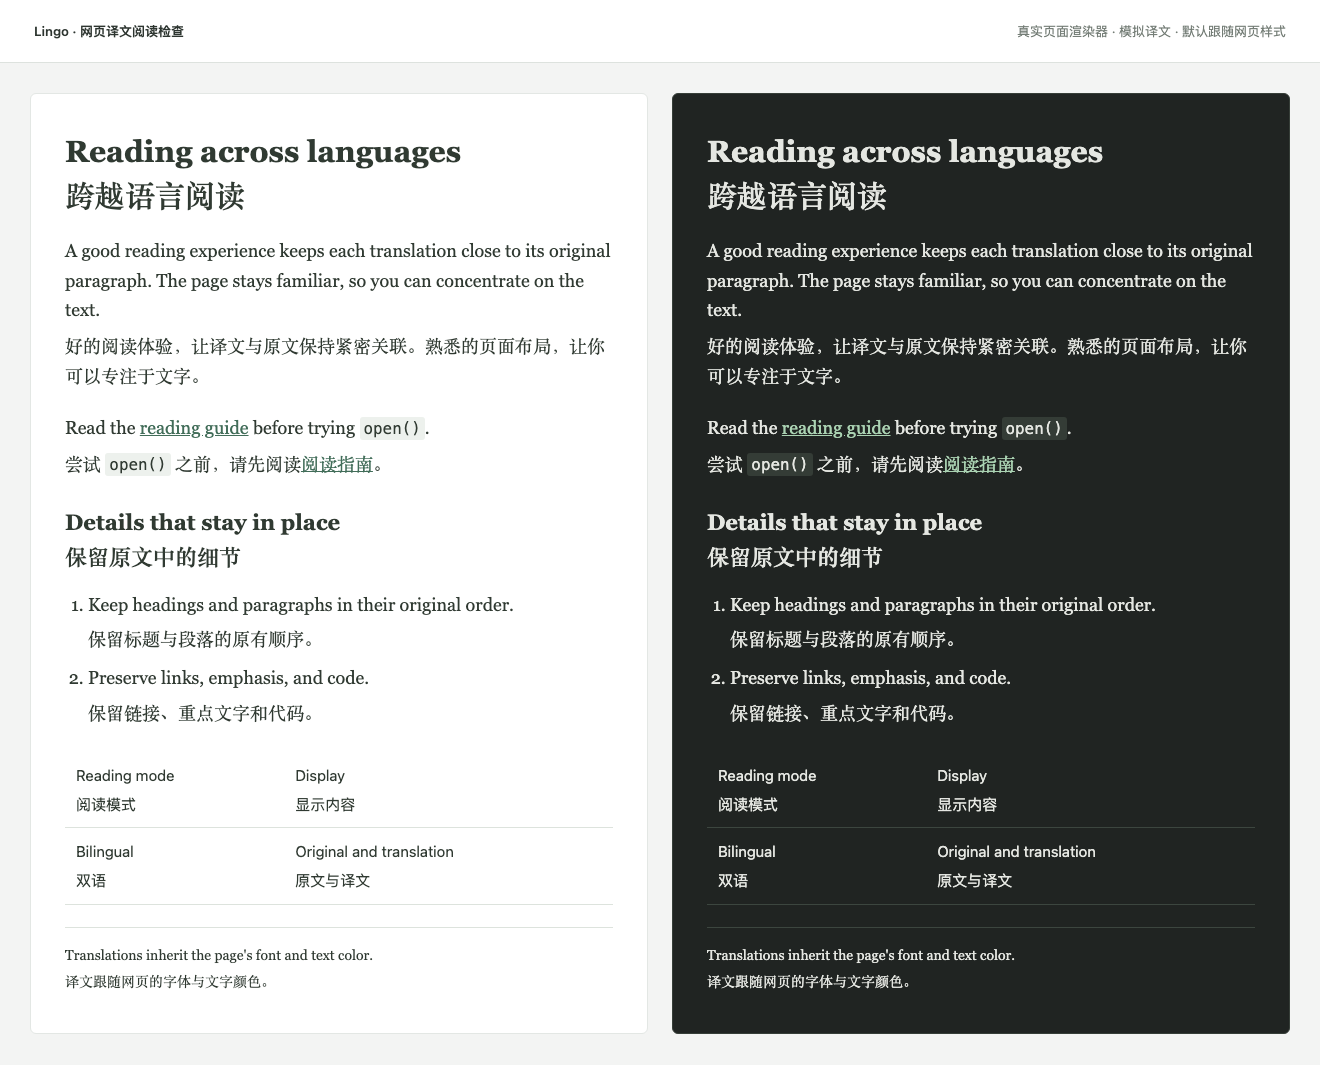 Lingo · 网页译文阅读检查
真实页面渲染器 · 模拟译文 · 默认跟随网页样式
Reading across languages
跨越语言阅读
A good reading experience keeps each translation close to its original
paragraph. The page stays familiar, so you can concentrate on the
text.
好的阅读体验，让译文与原文保持紧密关联。熟悉的页面布局，让你
可以专注于文字。
Read the reading guide before trying open().
尝试 open() 之前，请先阅读阅读指南。
Details that stay in place
保留原文中的细节
1. Keep headings and paragraphs in their original order.
保留标题与段落的原有顺序。
2. Preserve links, emphasis, and code.
保留链接、重点文字和代码。
Reading mode Display
阅读模式 显示内容
Bilingual Original and translation
双语 原文与译文
Translations inherit the page's font and text color.
译文跟随网页的字体与文字颜色。
Reading across languages
跨越语言阅读
A good reading experience keeps each translation close to its original
paragraph. The page stays familiar, so you can concentrate on the
text.
好的阅读体验，让译文与原文保持紧密关联。熟悉的页面布局，让你
可以专注于文字。
Read the reading guide before trying open().
尝试 open() 之前，请先阅读阅读指南。
Details that stay in place
保留原文中的细节
1. Keep headings and paragraphs in their original order.
保留标题与段落的原有顺序。
2. Preserve links, emphasis, and code.
保留链接、重点文字和代码。
Reading mode Display
阅读模式 显示内容
Bilingual Original and translation
双语 原文与译文
Translations inherit the page's font and text color.
译文跟随网页的字体与文字颜色。